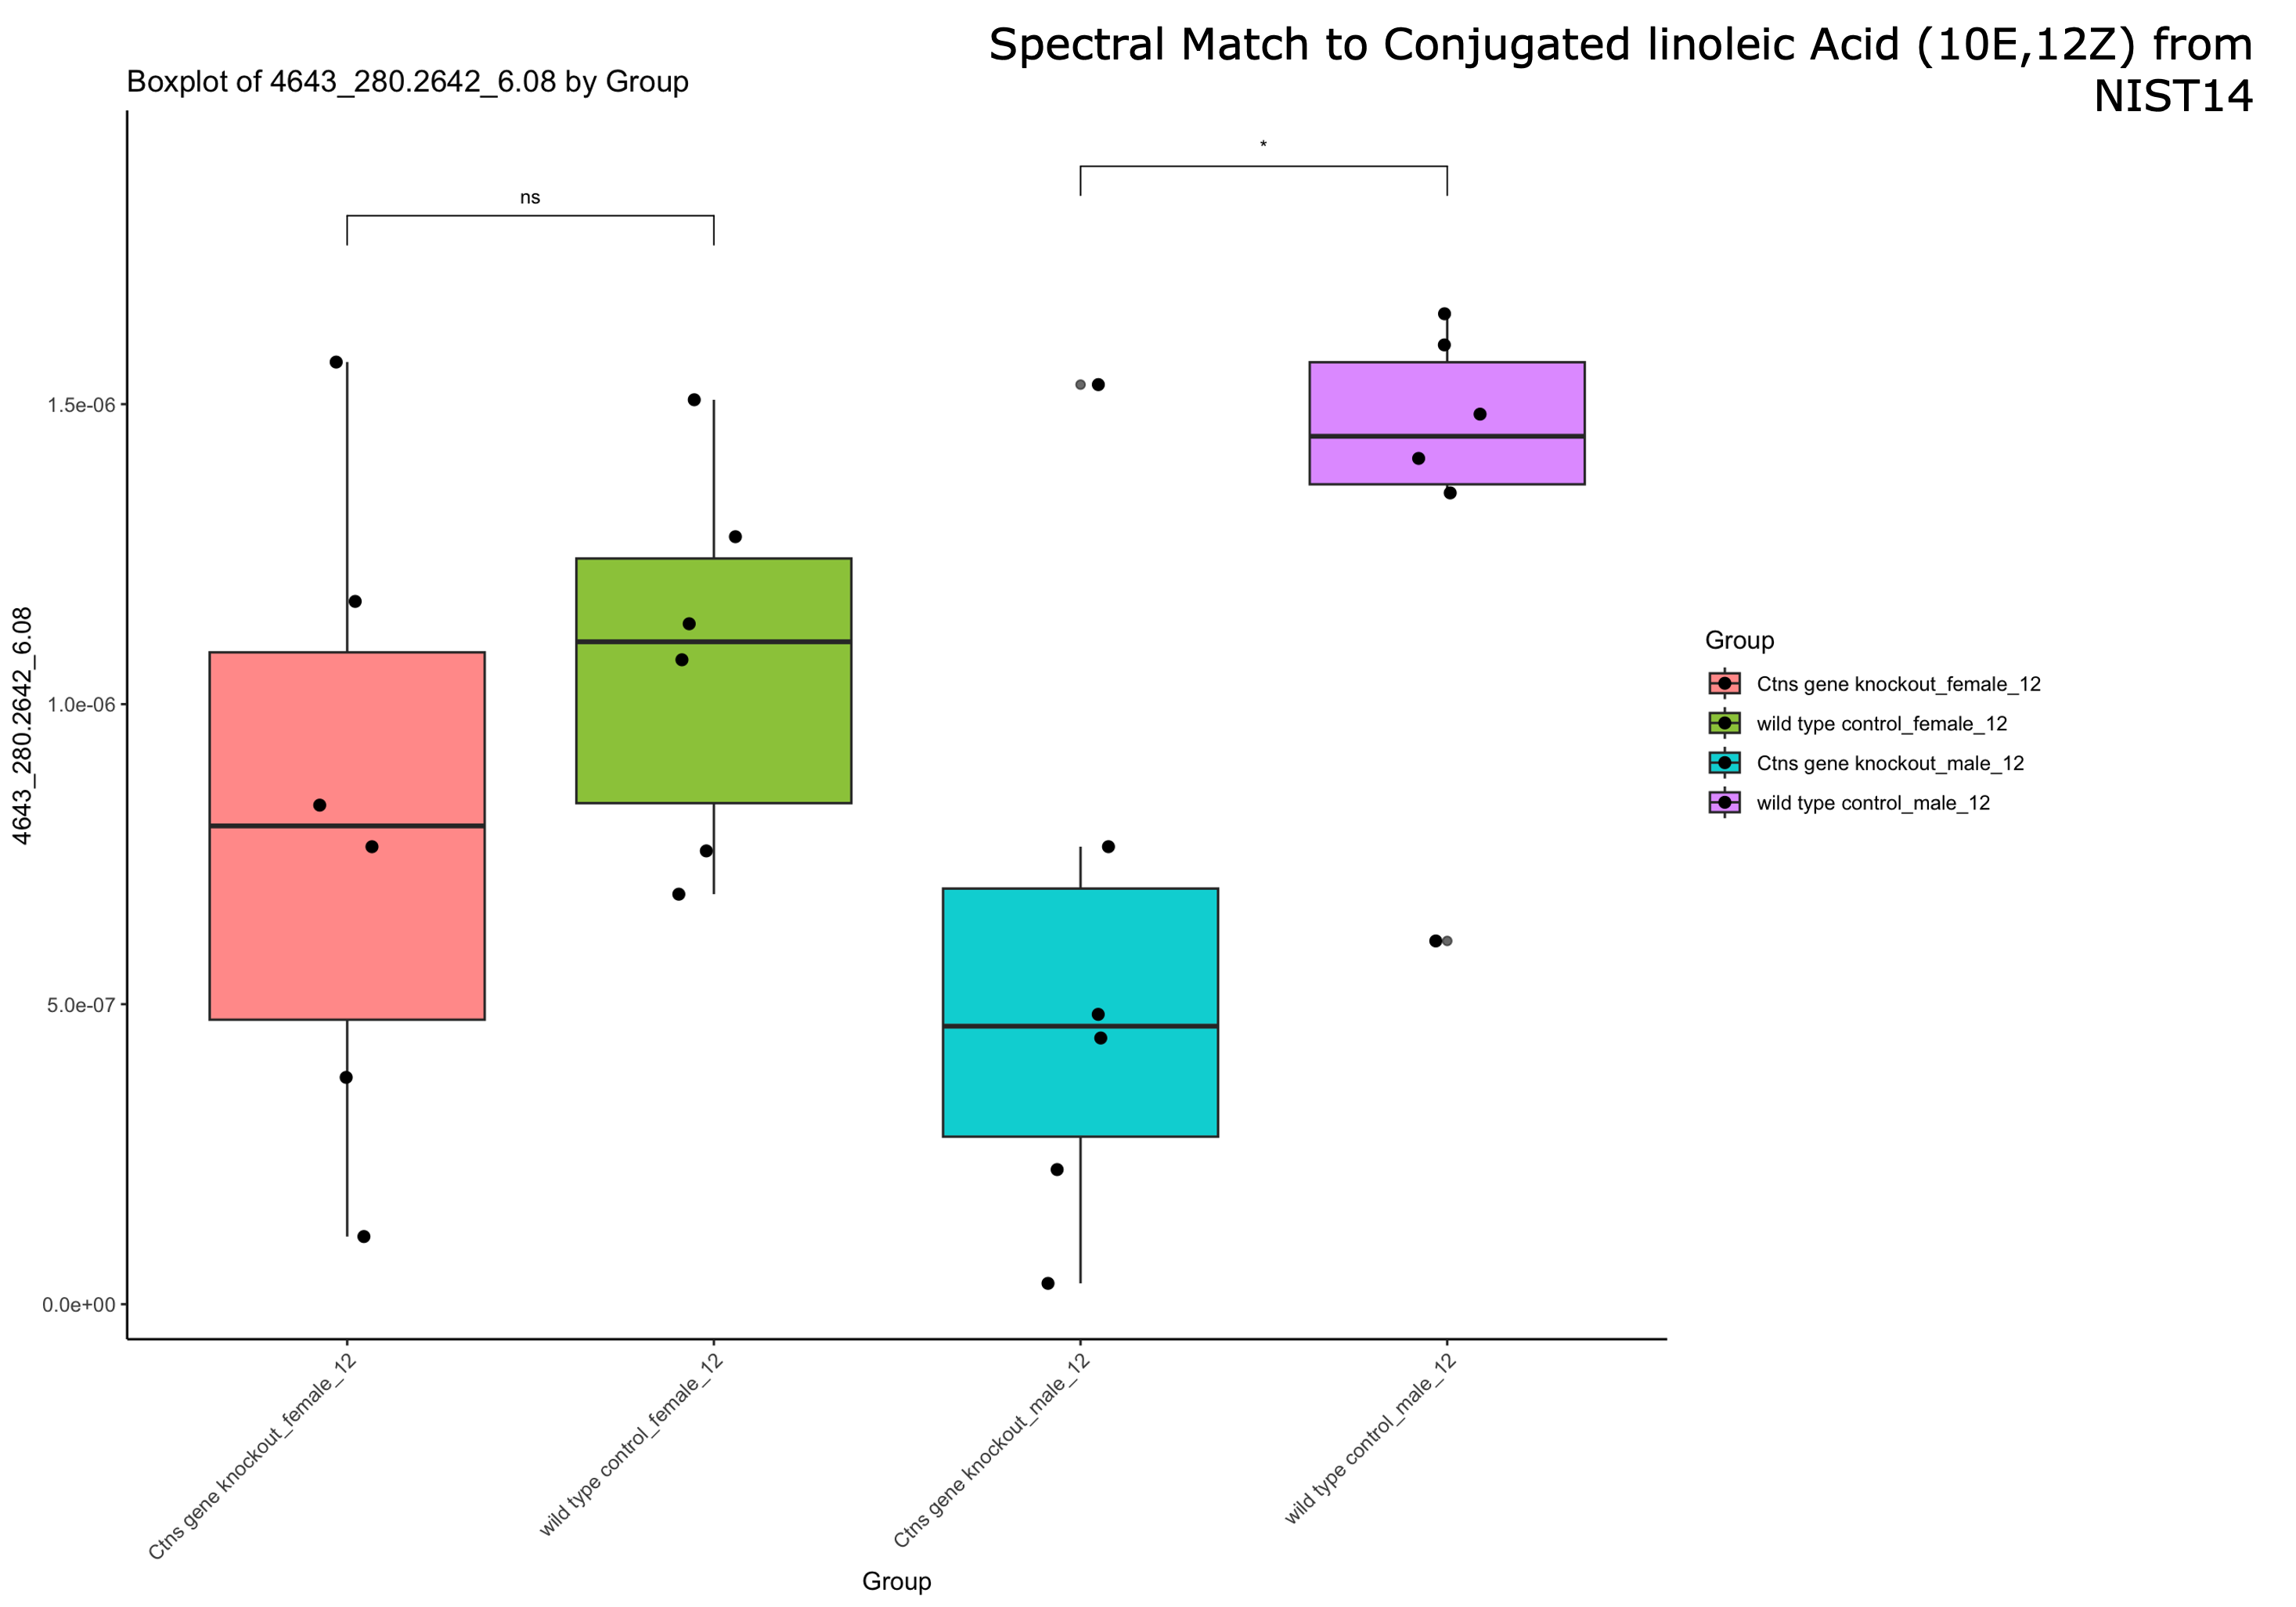 Spectral Match to Conjugated linoleic Acid (10E,12Z) from
NIST14
Boxplot of 4643_280.2642_6.08 by Group
*
ns
4643_280.2642_6.08
1.5e-06
1.0e-06
5.0e-07
0.0e+00
Ctns gene knockout_female_12
wild type control_female_12
Ctns gene knockout_male_12
wild type control_male_12
Group
Group
Ctns gene knockout_female_12
wild type control_female_12
Ctns gene knockout_male_12
wild type control_male_12